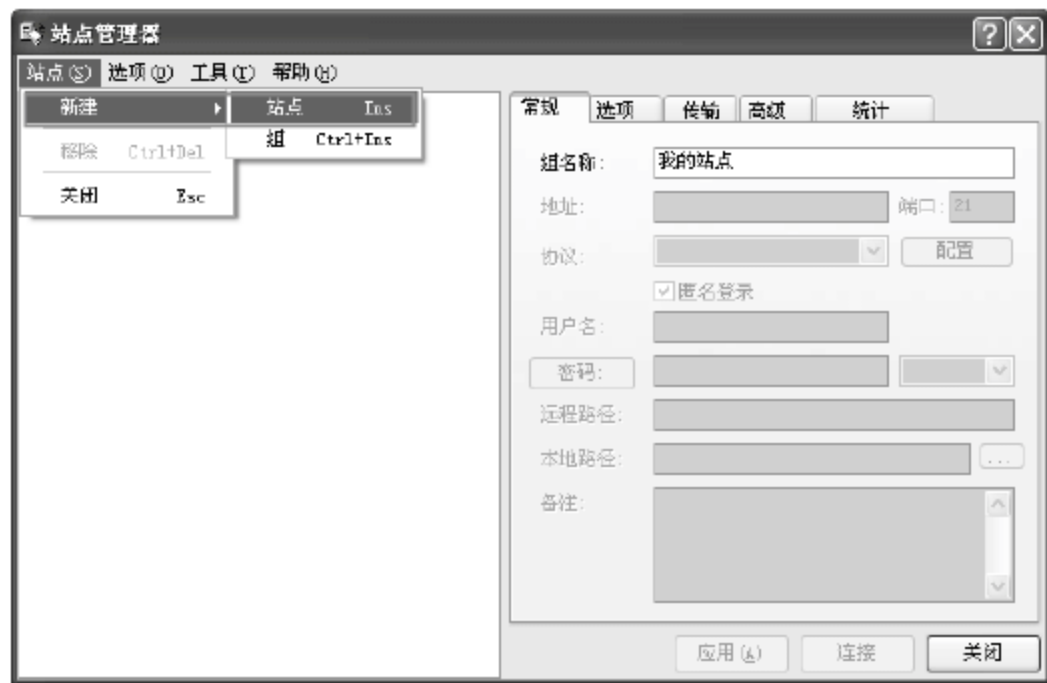 站点管理器
站点(S) 选项(O) 工具(T) 帮助(H)
新建
移除 Ctrl+Del
关闭 Esc
站点 Ins
组 Ctrl+Ins
常规 选项 传输 高级 统计
组名称: 我的站点
地址: 端口: 21
协议: 配置
匿名登录
用户名:
密码:
远程路径:
本地路径: ...
备注:
应用(A) 连接 关闭